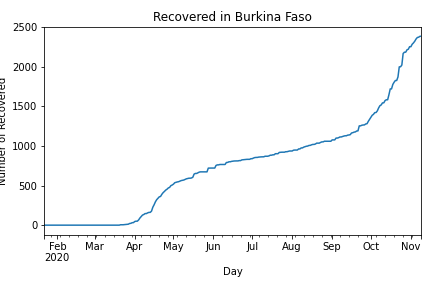 Recovered in Burkina Faso
Number of Recovered
2500
2000
1500
1000
500
0
Feb Mar Apr May Jun Jul Aug Sep Oct Nov
2020
Day